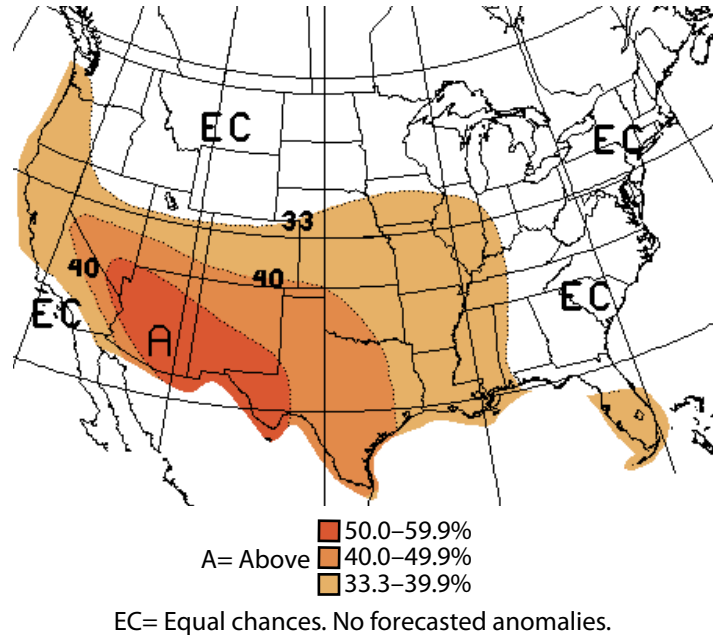 EC
EC
33
40
40
EC
EC
A
50.0–59.9%
A= Above
40.0–49.9%
33.3–39.9%
EC= Equal chances. No forecasted anomalies.